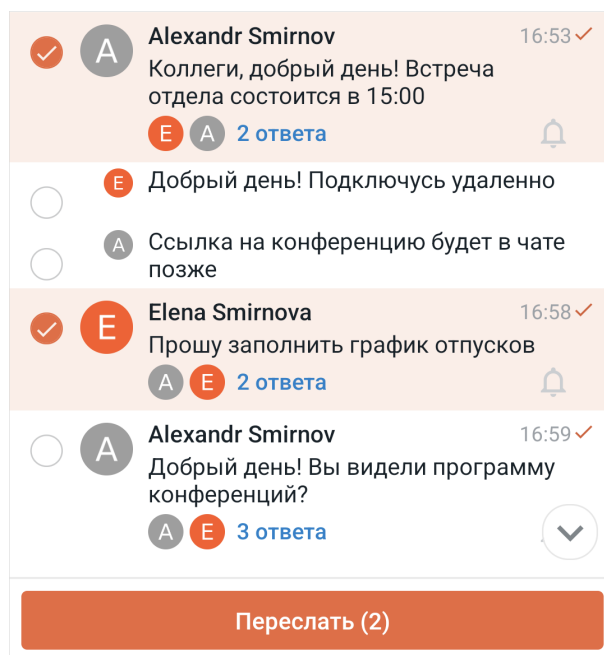 A
Alexandr Smirnov
16:53
Коллеги, добрый день! Встреча
отдела состоится в 15:00
E A 2 ответа
E Добрый день! Подключусь удаленно
A Ссылка на конференцию будет в чате
позже
E
Elena Smirnova
16:58
Прошу заполнить график отпусков
A E 2 ответа
A
Alexandr Smirnov
16:59
Добрый день! Вы видели программу
конференций?
A E 3 ответа
Переслать (2)